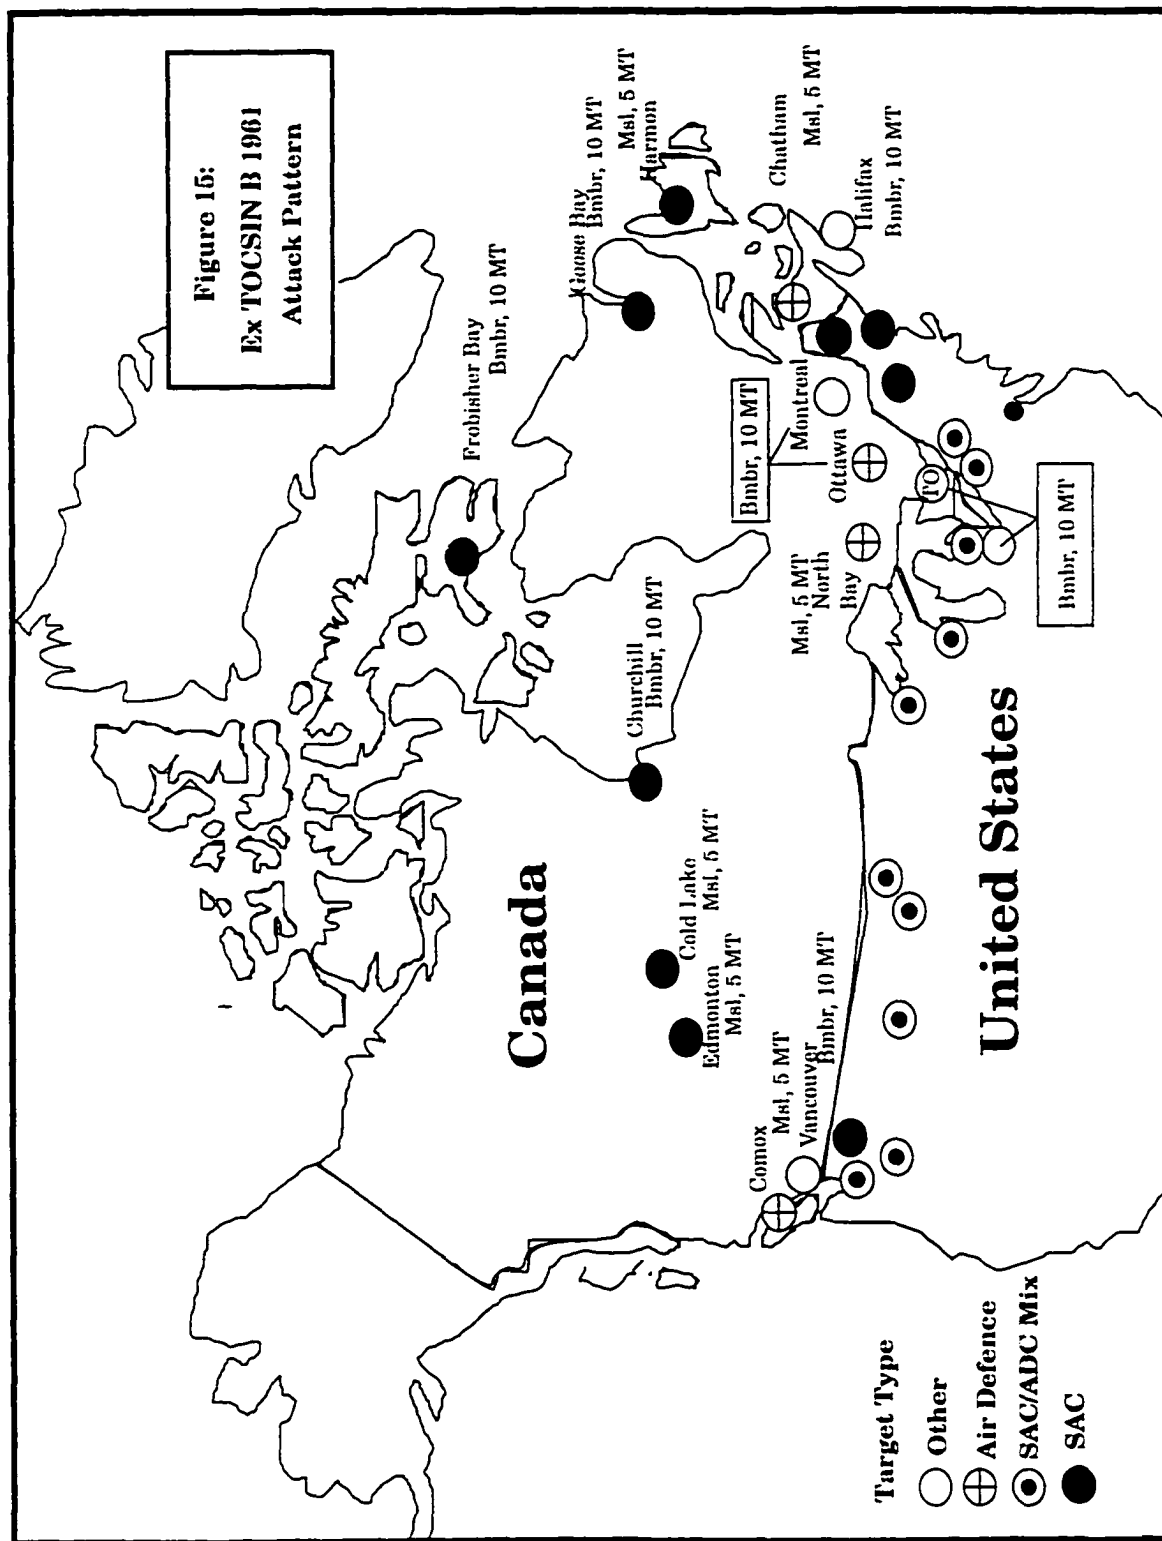 Figure 15:
Ex TOCSIN B 1961
Attack Pattern
Canada
United States
Frobisher Bay
Bmbr, 10 MT
Goose Bay
Bmbr, 10 MT
Msl, 5 MT
Harmon
Chatham
Msl, 5 MT
Halifax
Bmbr, 10 MT
Churchill
Bmbr, 10 MT
Cold Lake
Msl, 5 MT
Edmonton
Msl, 5 MT
Comox
Msl, 5 MT
Vancouver
Bmbr, 10 MT
Msl, 5 MT
North
Bay
Bmbr, 10 MT
Ottawa
Montreal
TO
Bmbr, 10 MT
Target Type
Other
Air Defence
SAC/ADC Mix
SAC